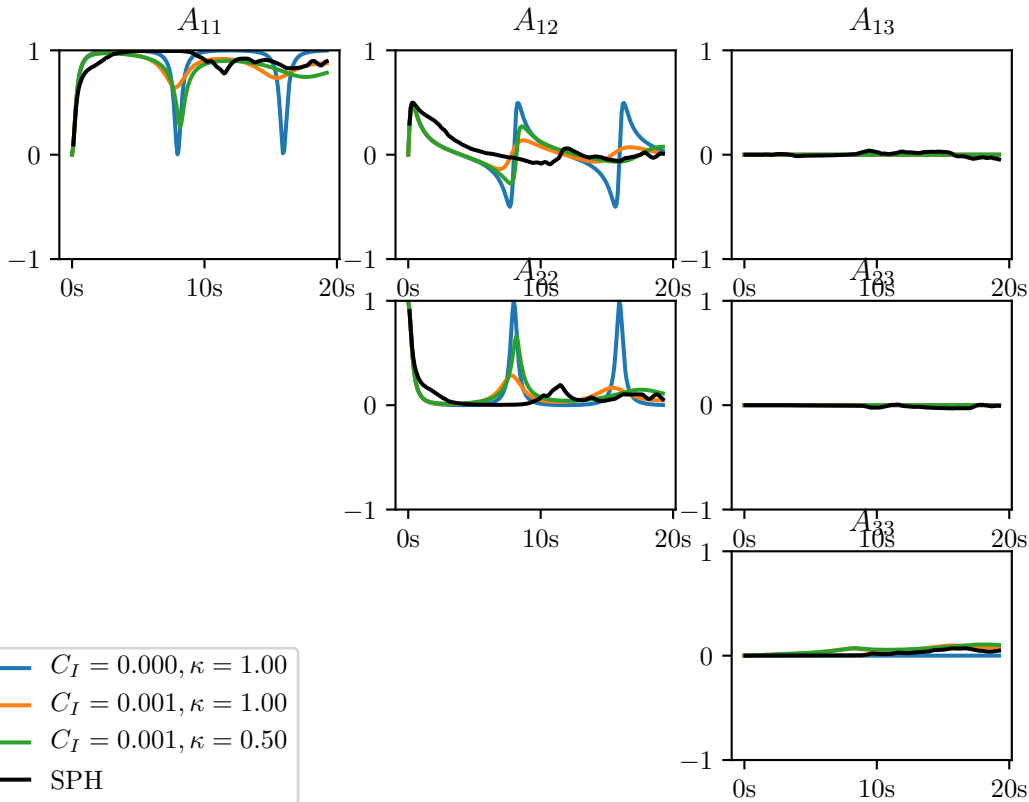 A₁₁ A₁₂ A₁₃
1 1 1
0 0 0
−1 −1 −1
0s 10s 20s 0s 10s 20s 0s 10s 20s
A₂₂ A₂₃
1 1
0 0
−1 −1
0s 10s 20s 0s 10s 20s
A₃₃
1
0
−1
0s 10s 20s
C_I = 0.000, κ = 1.00
C_I = 0.001, κ = 1.00
C_I = 0.001, κ = 0.50
SPH